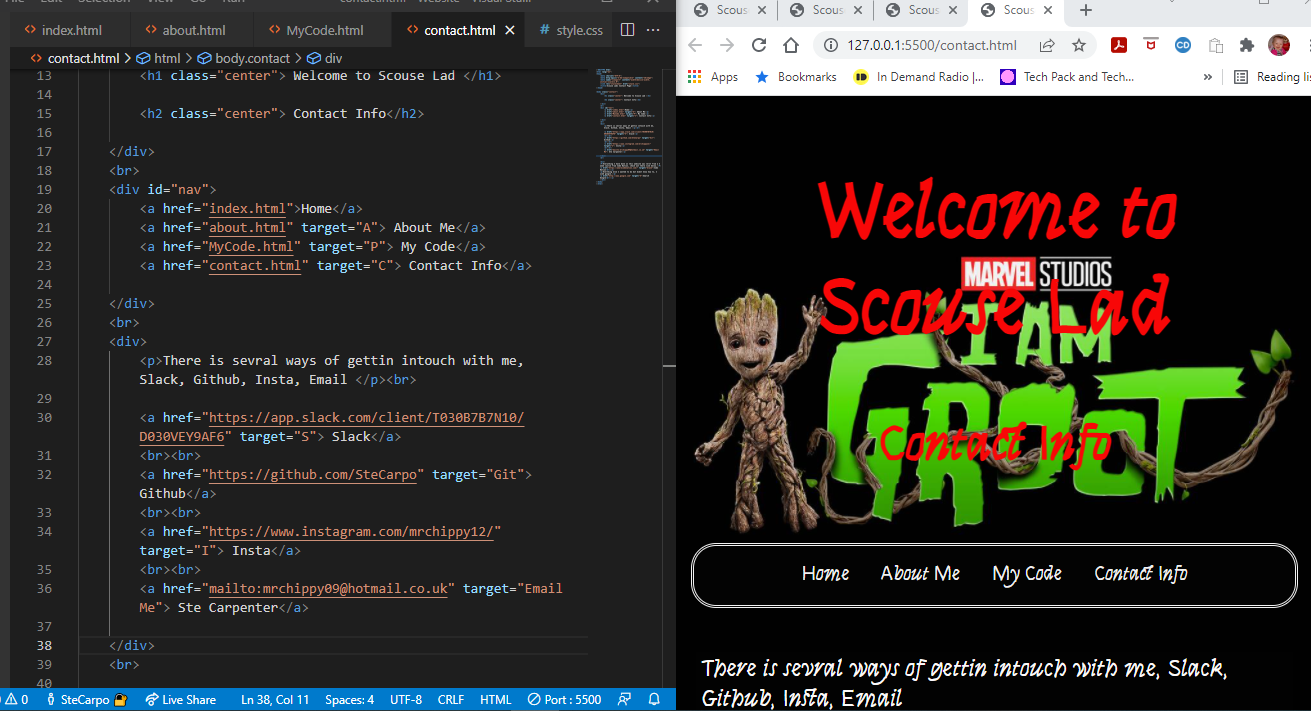 index.html about.html MyCode.html contact.html style.css
contact.html > html > body.contact > div
13 <h1 class="center"> Welcome to Scouse Lad </h1>
14
15 <h2 class="center"> Contact Info</h2>
16
17 </div>
18 <br>
19 <div id="nav">
20 <a href="index.html">Home</a>
21 <a href="about.html" target="A"> About Me</a>
22 <a href="MyCode.html" target="P"> My Code</a>
23 <a href="contact.html" target="C"> Contact Info</a>
24
25 </div>
26 <br>
27 <div>
28 <p>There is sevral ways of gettin intouch with me,
Slack, Github, Insta, Email </p><br>
29
30 <a href="https://app.slack.com/client/T030B7B7N10/
D030VEY9AF6" target="S"> Slack</a>
31 <br><br>
32 <a href="https://github.com/SteCarpo" target="Git">
Github</a>
33 <br><br>
34 <a href="https://www.instagram.com/mrchippy12/"
target="I"> Insta</a>
35 <br><br>
36 <a href="mailto:mrchippy09@hotmail.co.uk" target="Email
Me"> Ste Carpenter</a>
37
38 </div>
39 <br>
40
0 SteCarpo Live Share Ln 38, Col 11 Spaces: 4 UTF-8 CRLF HTML Port : 5500
Scous Scous Scous Scous
127.0.0.1:5500/contact.html CD
Apps Bookmarks In Demand Radio |... Tech Pack and Tech... » Reading
Welcome to
MARVEL STUDIOS
Scouse Lad
I AM
GROOT
Contact Info
Home About Me My Code Contact Info
There is sevral ways of gettin intouch with me, Slack,
Github, Insta, Email